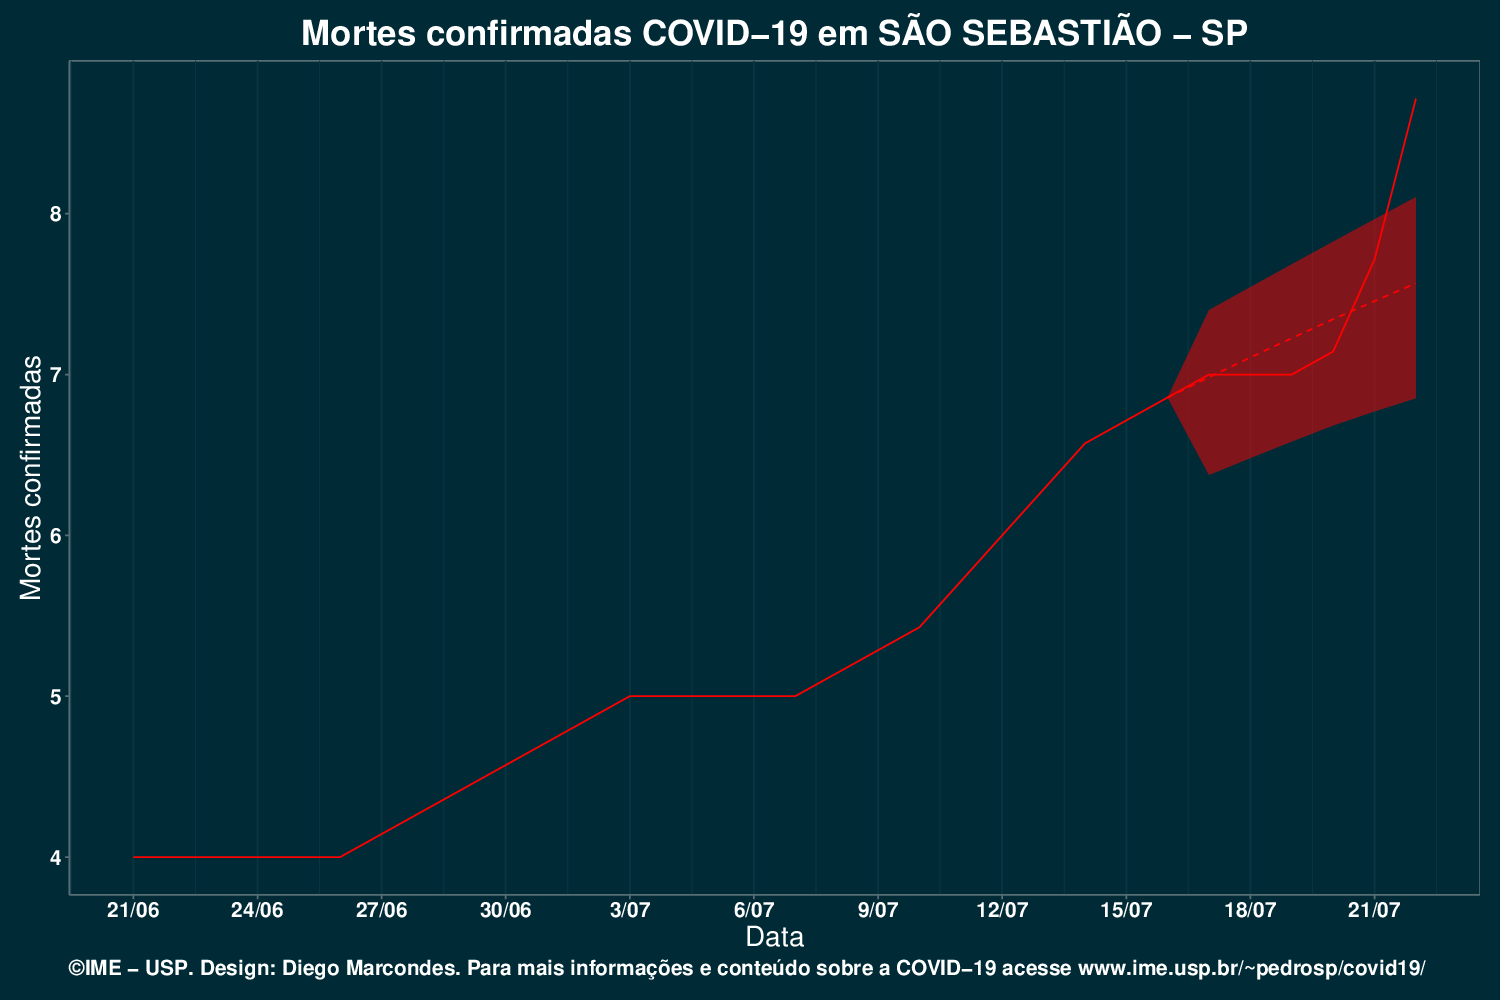 Mortes confirmadas COVID−19 em SÃO SEBASTIÃO − SP
Mortes confirmadas
8
7
6
5
4
21/06 24/06 27/06 30/06 3/07 6/07 9/07 12/07 15/07 18/07 21/07
Data
©IME − USP. Design: Diego Marcondes. Para mais informações e conteúdo sobre a COVID−19 acesse www.ime.usp.br/~pedrosp/covid19/